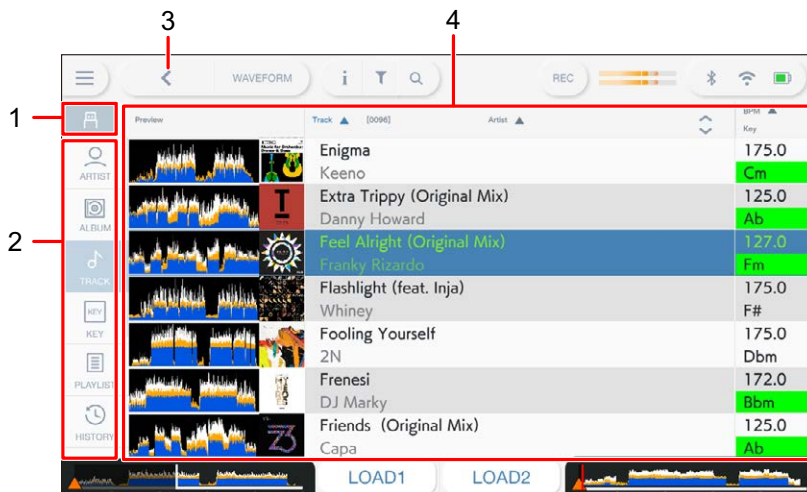 3
4
WAVEFORM
i
REC
1
Preview
Track ▲ [0096] Artist ▲
BPM ▲
Key
2
ARTIST
ALBUM
TRACK
KEY
KEY
PLAYLIST
HISTORY
Enigma
Keeno
175.0
Cm
Extra Trippy (Original Mix)
Danny Howard
125.0
Ab
Feel Alright (Original Mix)
Franky Rizardo
127.0
Fm
Flashlight (feat. Inja)
Whiney
175.0
F#
Fooling Yourself
2N
175.0
Dbm
Frenesi
DJ Marky
172.0
Bbm
Friends (Original Mix)
Capa
125.0
Ab
LOAD1
LOAD2